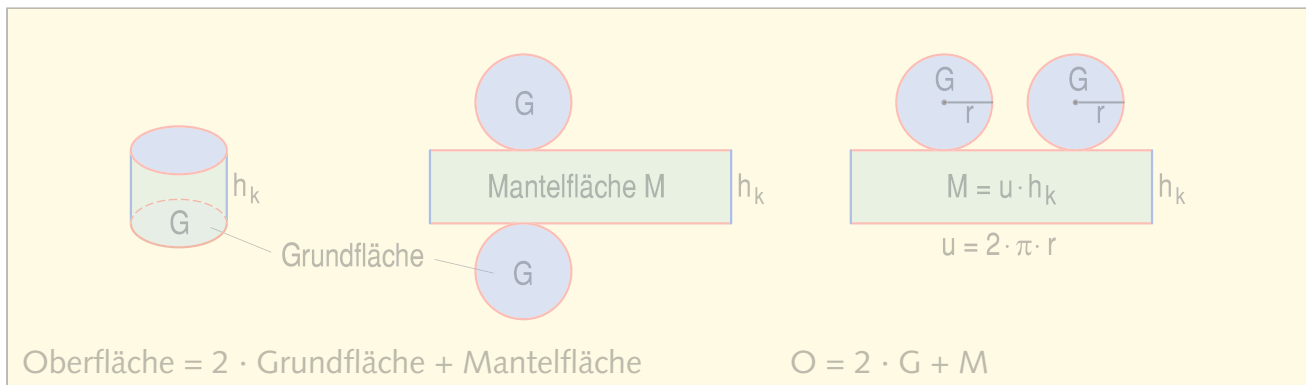 G
G
r
G
r
h_k
G
Mantelfläche M
h_k
M = u · h_k
h_k
u = 2 · π · r
Grundfläche
G
Oberfläche = 2 · Grundfläche + Mantelfläche
O = 2 · G + M